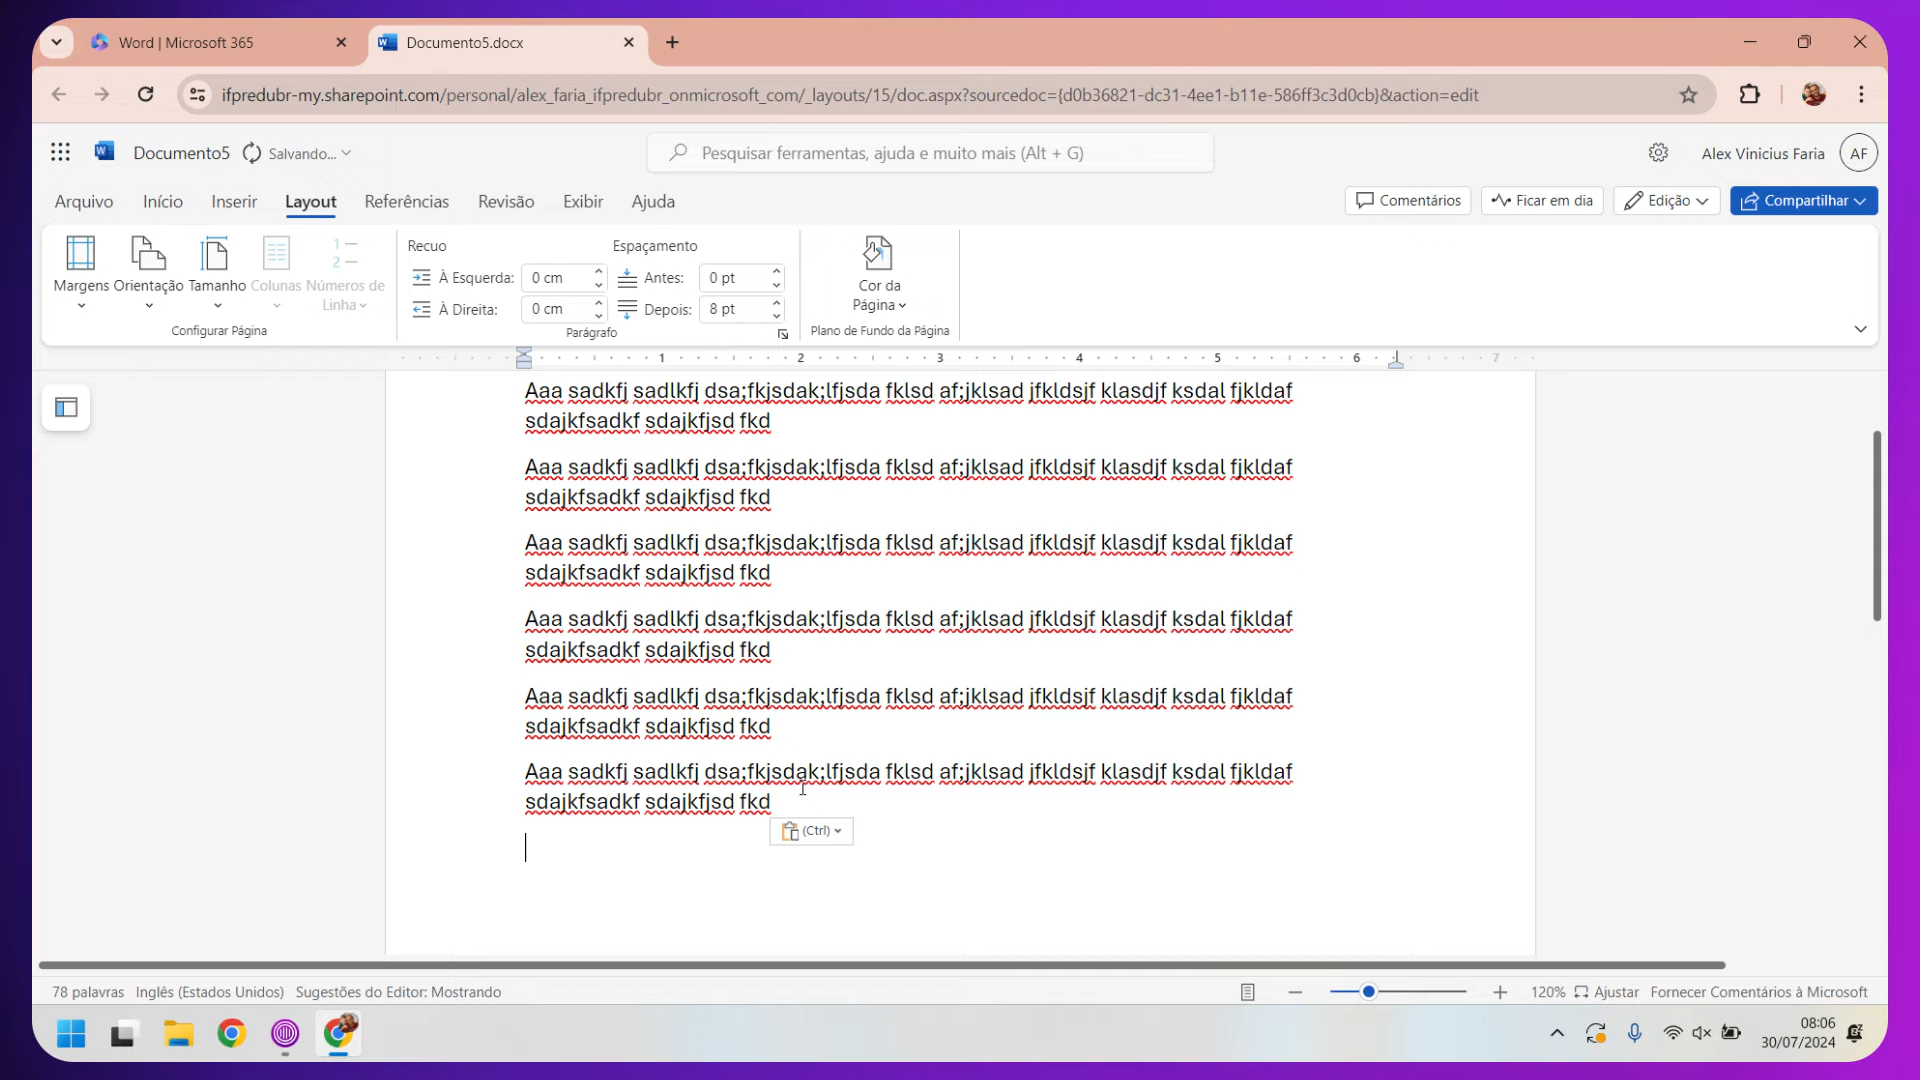 Word | Microsoft 365
Documento5.docx
ifpredubr-my.sharepoint.com/personal/alex_faria_ifpredubr_onmicrosoft_com/_layouts/15/doc.aspx?sourcedoc={d0b36821-dc31-4ee1-b11e-586ff3c3d0cb}&action=edit
Documento5 Salvando...
Pesquisar ferramentas, ajuda e muito mais (Alt + G)
Alex Vinicius Faria AF
Arquivo Início Inserir Layout Referências Revisão Exibir Ajuda
Comentários Ficar em dia Edição Compartilhar
Recuo Espaçamento
Margens Orientação Tamanho Colunas Números de Linha
À Esquerda: 0 cm Antes: 0 pt
À Direita: 0 cm Depois: 8 pt
Cor da Página
Configurar Página Parágrafo Plano de Fundo da Página
1 2 3 4 5 6 7
Aaa sadkfj sadlkfj dsa;fkjsdak;lfjsda fklsd af;jklsad jfkldsjf klasdjf ksdal fjkldaf
sdajkfsadkf sdajkfjsd fkd
Aaa sadkfj sadlkfj dsa;fkjsdak;lfjsda fklsd af;jklsad jfkldsjf klasdjf ksdal fjkldaf
sdajkfsadkf sdajkfjsd fkd
Aaa sadkfj sadlkfj dsa;fkjsdak;lfjsda fklsd af;jklsad jfkldsjf klasdjf ksdal fjkldaf
sdajkfsadkf sdajkfjsd fkd
Aaa sadkfj sadlkfj dsa;fkjsdak;lfjsda fklsd af;jklsad jfkldsjf klasdjf ksdal fjkldaf
sdajkfsadkf sdajkfjsd fkd
Aaa sadkfj sadlkfj dsa;fkjsdak;lfjsda fklsd af;jklsad jfkldsjf klasdjf ksdal fjkldaf
sdajkfsadkf sdajkfjsd fkd
Aaa sadkfj sadlkfj dsa;fkjsdak;lfjsda fklsd af;jklsad jfkldsjf klasdjf ksdal fjkldaf
sdajkfsadkf sdajkfjsd fkd
(Ctrl)
78 palavras Inglês (Estados Unidos) Sugestões do Editor: Mostrando
120% Ajustar Fornecer Comentários à Microsoft
08:06
30/07/2024